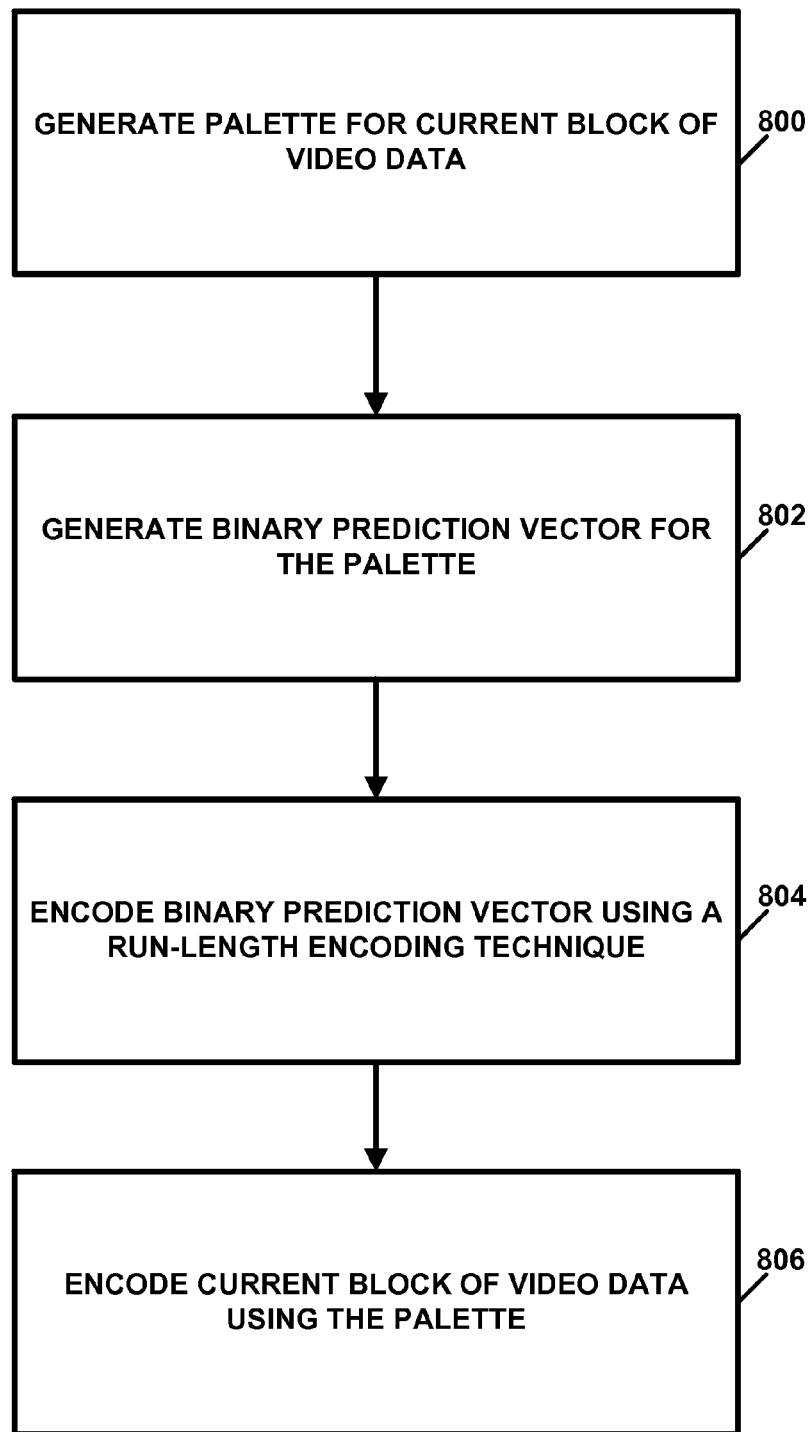 GENERATE PALETTE FOR CURRENT BLOCK OF
VIDEO DATA
800
GENERATE BINARY PREDICTION VECTOR FOR
THE PALETTE
802
ENCODE BINARY PREDICTION VECTOR USING A
RUN-LENGTH ENCODING TECHNIQUE
804
ENCODE CURRENT BLOCK OF VIDEO DATA
USING THE PALETTE
806